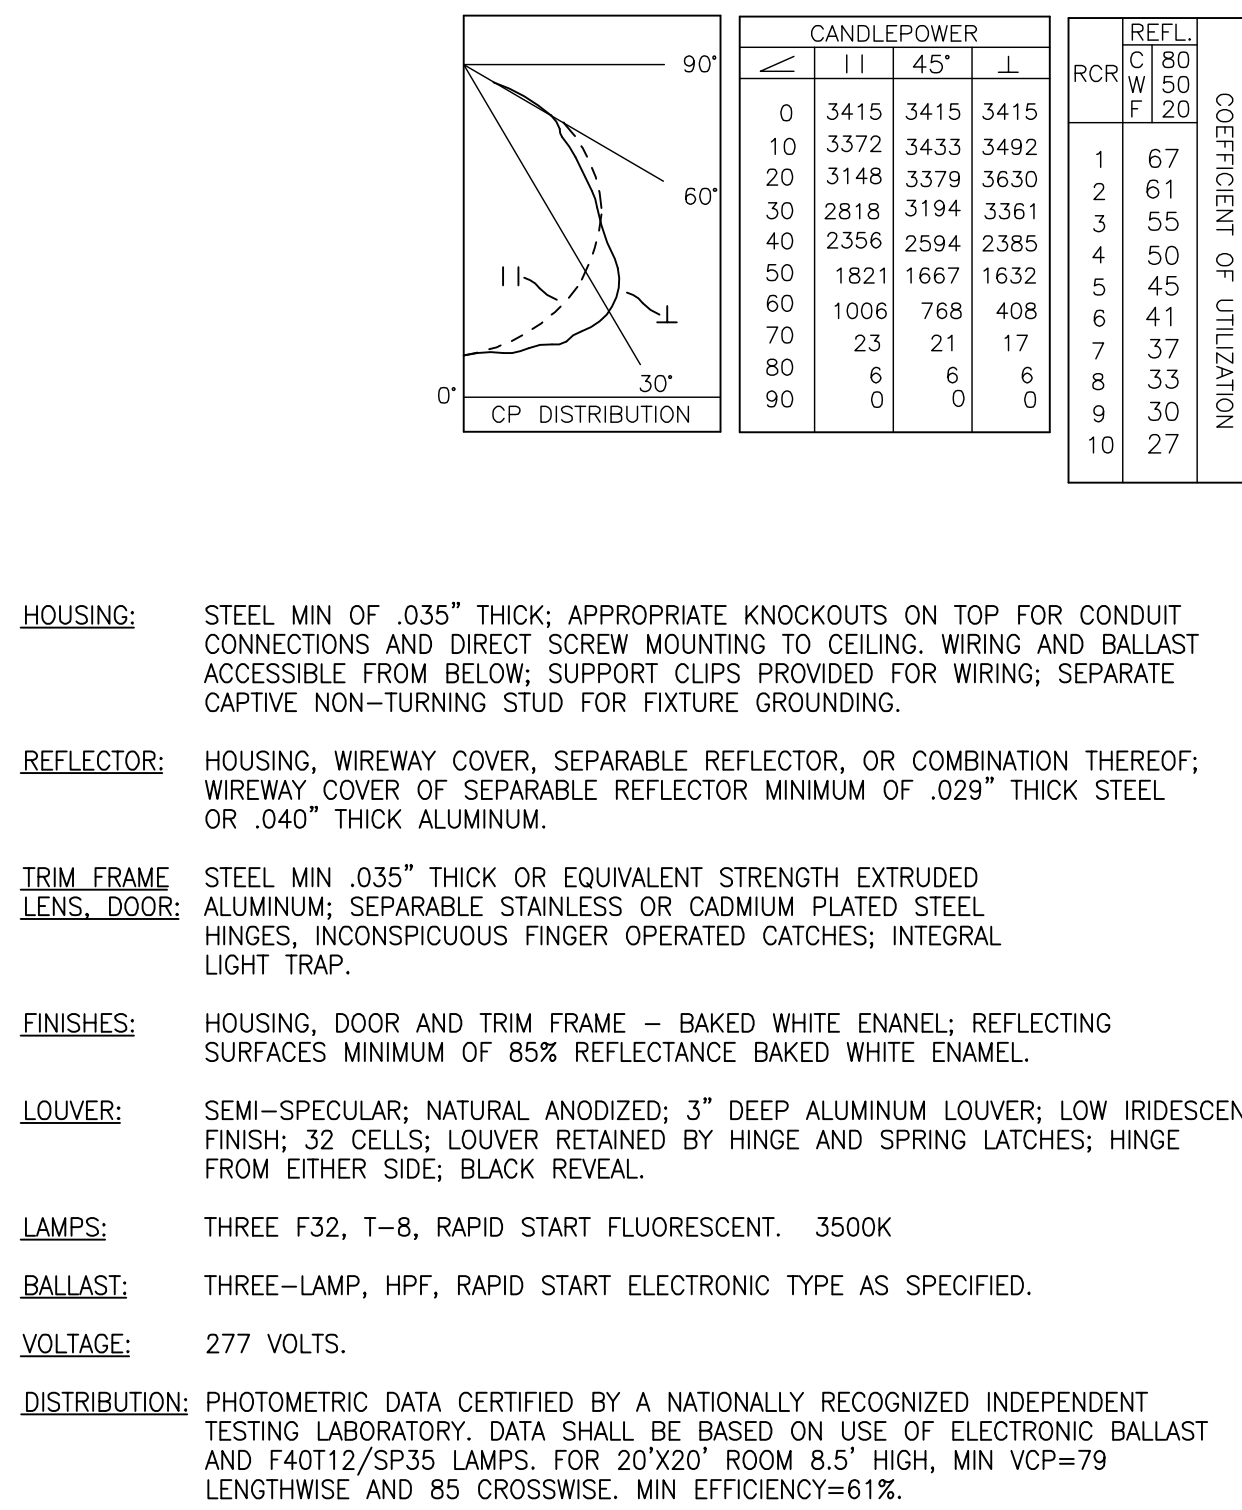 90°
60°
||
⊥
30°
0°
CP DISTRIBUTION
CANDLEPOWER
∠ || 45° ⊥
0 3415 3415 3415
10 3372 3433 3492
20 3148 3379 3630
30 2818 3194 3361
40 2356 2594 2385
50 1821 1667 1632
60 1006 768 408
70 23 21 17
80 6 6 6
90 0 0 0
REFL.
RCR
C 80
W 50
F 20
1 67
2 61
3 55
4 50
5 45
6 41
7 37
8 33
9 30
10 27
COEFFICIENT OF UTILIZATION
HOUSING: STEEL MIN OF .035" THICK; APPROPRIATE KNOCKOUTS ON TOP FOR CONDUIT
CONNECTIONS AND DIRECT SCREW MOUNTING TO CEILING. WIRING AND BALLAST
ACCESSIBLE FROM BELOW; SUPPORT CLIPS PROVIDED FOR WIRING; SEPARATE
CAPTIVE NON-TURNING STUD FOR FIXTURE GROUNDING.
REFLECTOR: HOUSING, WIREWAY COVER, SEPARABLE REFLECTOR, OR COMBINATION THEREOF;
WIREWAY COVER OF SEPARABLE REFLECTOR MINIMUM OF .029" THICK STEEL
OR .040" THICK ALUMINUM.
TRIM FRAME STEEL MIN .035" THICK OR EQUIVALENT STRENGTH EXTRUDED
LENS, DOOR: ALUMINUM; SEPARABLE STAINLESS OR CADMIUM PLATED STEEL
HINGES, INCONSPICUOUS FINGER OPERATED CATCHES; INTEGRAL
LIGHT TRAP.
FINISHES: HOUSING, DOOR AND TRIM FRAME – BAKED WHITE ENANEL; REFLECTING
SURFACES MINIMUM OF 85% REFLECTANCE BAKED WHITE ENAMEL.
LOUVER: SEMI-SPECULAR; NATURAL ANODIZED; 3" DEEP ALUMINUM LOUVER; LOW IRIDESCEN
FINISH; 32 CELLS; LOUVER RETAINED BY HINGE AND SPRING LATCHES; HINGE
FROM EITHER SIDE; BLACK REVEAL.
LAMPS: THREE F32, T-8, RAPID START FLUORESCENT. 3500K
BALLAST: THREE-LAMP, HPF, RAPID START ELECTRONIC TYPE AS SPECIFIED.
VOLTAGE: 277 VOLTS.
DISTRIBUTION: PHOTOMETRIC DATA CERTIFIED BY A NATIONALLY RECOGNIZED INDEPENDENT
TESTING LABORATORY. DATA SHALL BE BASED ON USE OF ELECTRONIC BALLAST
AND F40T12/SP35 LAMPS. FOR 20'X20' ROOM 8.5' HIGH, MIN VCP=79
LENGTHWISE AND 85 CROSSWISE. MIN EFFICIENCY=61%.